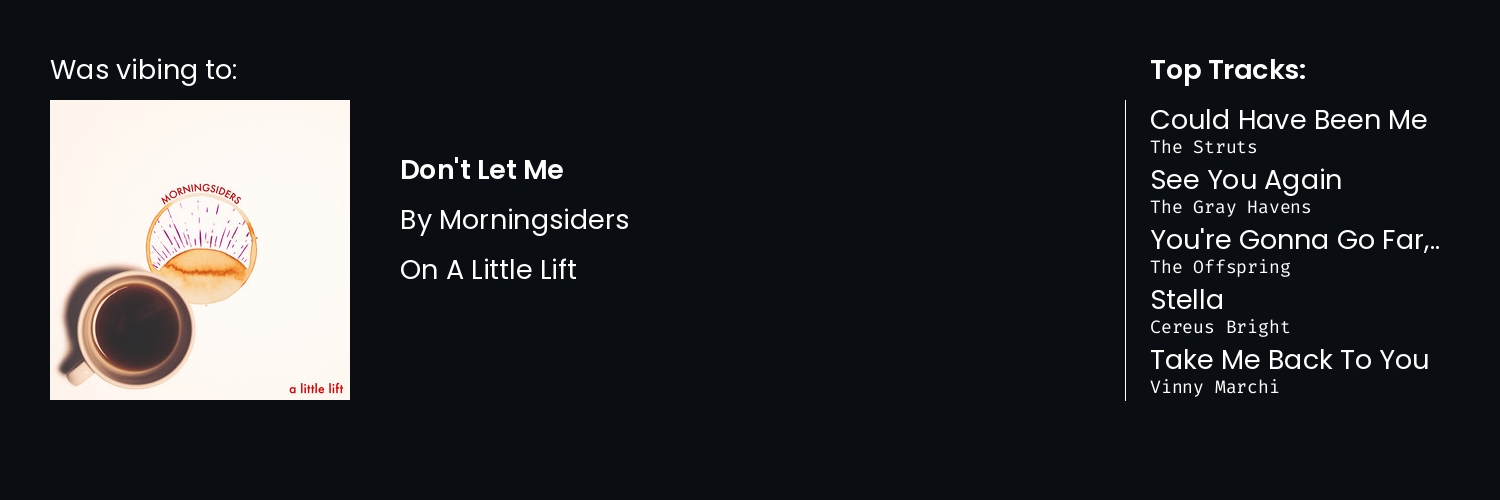 Was vibing to:
MORNINGSIDERS
a little lift
Don't Let Me
By Morningsiders
On A Little Lift
Top Tracks:
Could Have Been Me
The Struts
See You Again
The Gray Havens
You're Gonna Go Far,..
The Offspring
Stella
Cereus Bright
Take Me Back To You
Vinny Marchi